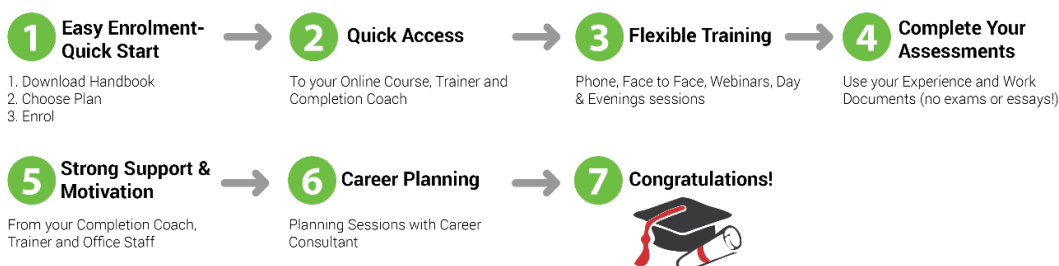 1
Easy Enrolment-
Quick Start
1. Download Handbook
2. Choose Plan
3. Enrol
2
Quick Access
To your Online Course, Trainer and
Completion Coach
3
Flexible Training
Phone, Face to Face, Webinars, Day
& Evenings sessions
4
Complete Your
Assessments
Use your Experience and Work
Documents (no exams or essays!)
5
Strong Support &
Motivation
From your Completion Coach,
Trainer and Office Staff
6
Career Planning
Planning Sessions with Career
Consultant
7
Congratulations!